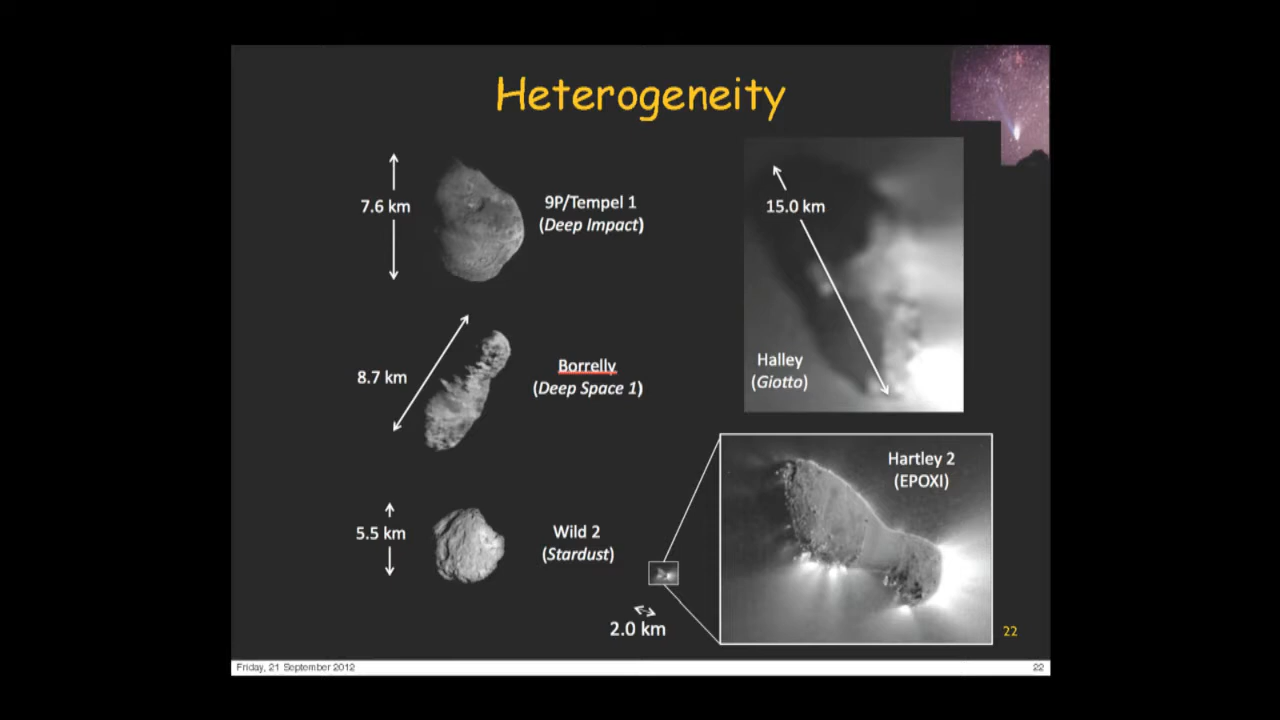 Heterogeneity
7.6 km
9P/Tempel 1
(Deep Impact)
15.0 km
Halley
(Giotto)
8.7 km
Borrelly
(Deep Space 1)
5.5 km
Wild 2
(Stardust)
2.0 km
Hartley 2
(EPOXI)
22
Friday, 21 September 2012
22